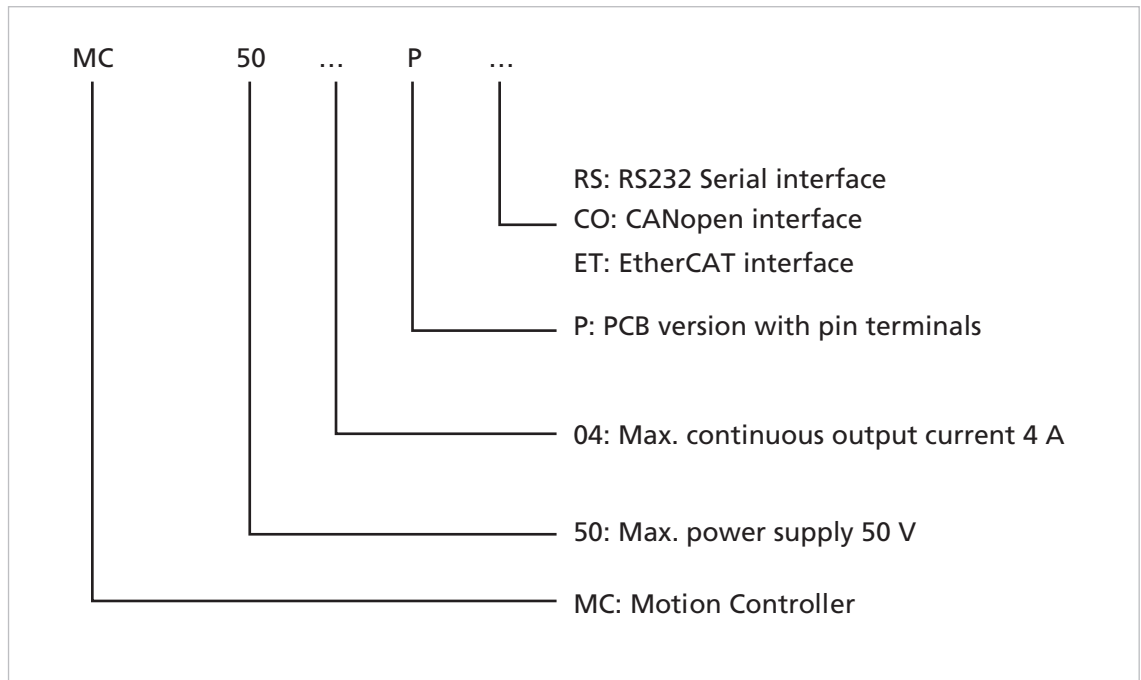 MC 50 … P …
RS: RS232 Serial interface
CO: CANopen interface
ET: EtherCAT interface
P: PCB version with pin terminals
04: Max. continuous output current 4 A
50: Max. power supply 50 V
MC: Motion Controller